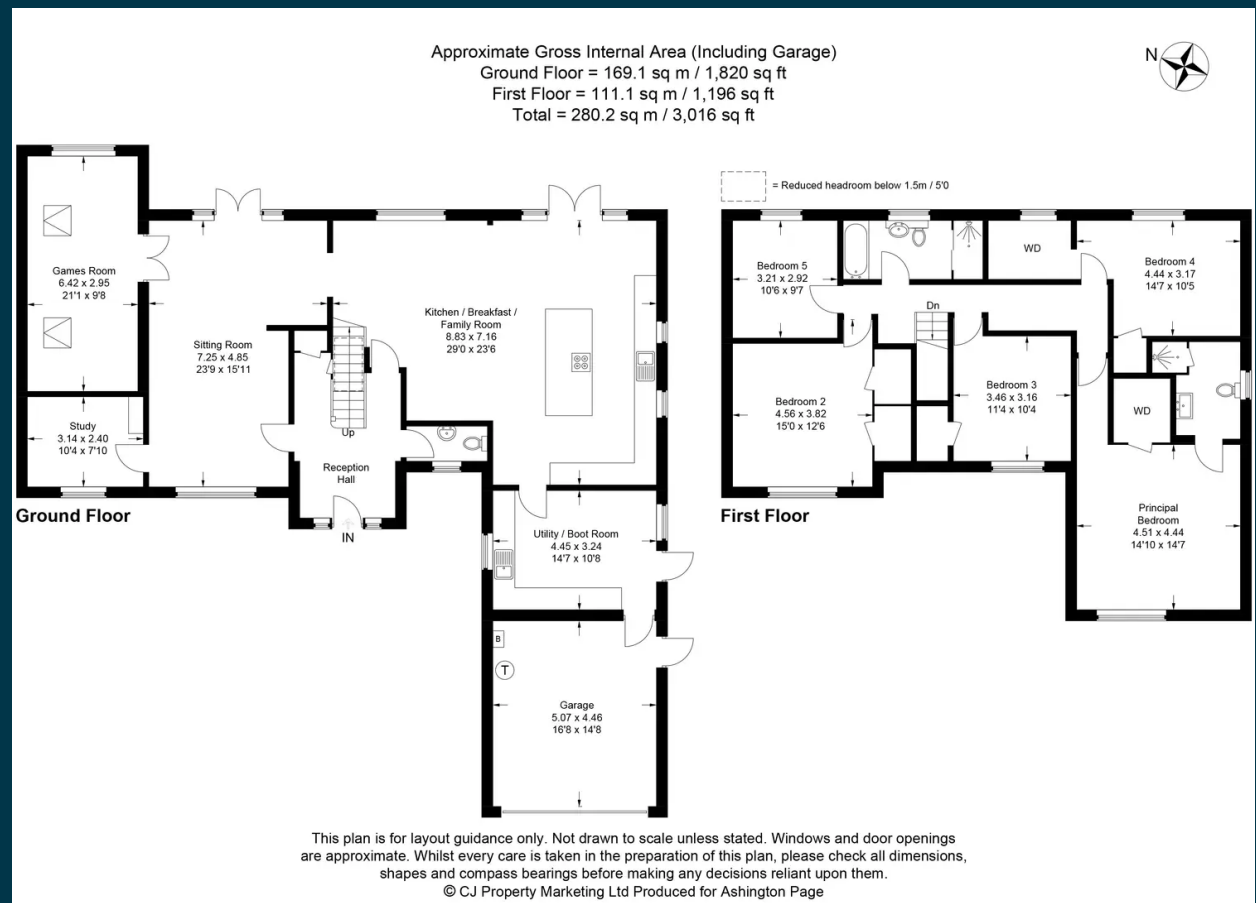 Approximate Gross Internal Area (Including Garage)
Ground Floor = 169.1 sq m / 1,820 sq ft
First Floor = 111.1 sq m / 1,196 sq ft
Total = 280.2 sq m / 3,016 sq ft
N
= Reduced headroom below 1.5m / 5'0
Games Room
6.42 x 2.95
21'1 x 9'8
Study
3.14 x 2.40
10'4 x 7'10
Sitting Room
7.25 x 4.85
23'9 x 15'11
Kitchen / Breakfast /
Family Room
8.83 x 7.16
29'0 x 23'6
Up
Reception
Hall
IN
Utility / Boot Room
4.45 x 3.24
14'7 x 10'8
B
T
Garage
5.07 x 4.46
16'8 x 14'8
Ground Floor
Bedroom 5
3.21 x 2.92
10'6 x 9'7
WD
Bedroom 4
4.44 x 3.17
14'7 x 10'5
Dn
Bedroom 2
4.56 x 3.82
15'0 x 12'6
Bedroom 3
3.46 x 3.16
11'4 x 10'4
WD
Principal
Bedroom
4.51 x 4.44
14'10 x 14'7
First Floor
This plan is for layout guidance only. Not drawn to scale unless stated. Windows and door openings
are approximate. Whilst every care is taken in the preparation of this plan, please check all dimensions,
shapes and compass bearings before making any decisions reliant upon them.
© CJ Property Marketing Ltd Produced for Ashington Page